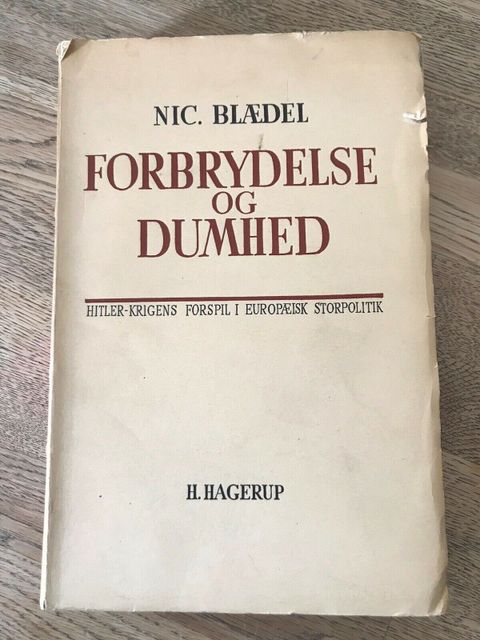 NIC. BLÆDEL
FORBRYDELSE
OG
DUMHED
HITLER-KRIGENS FORSPIL I EUROPÆISK STORPOLITIK
H. HAGERUP